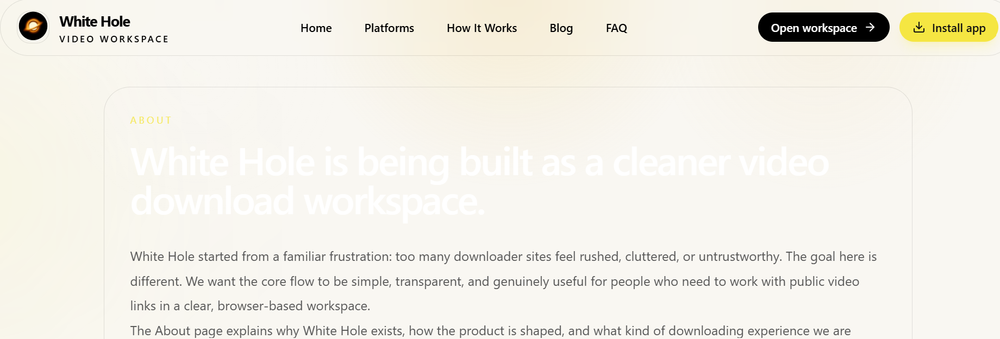 White Hole
VIDEO WORKSPACE
Home
Platforms
How It Works
Blog
FAQ
Open workspace
Install app
ABOUT
White Hole is being built as a cleaner video
download workspace.
White Hole started from a familiar frustration: too many downloader sites feel rushed, cluttered, or untrustworthy. The goal here is
different. We want the core flow to be simple, transparent, and genuinely useful for people who need to work with public video
links in a clear, browser-based workspace.
The About page explains why White Hole exists, how the product is shaped, and what kind of downloading experience we are